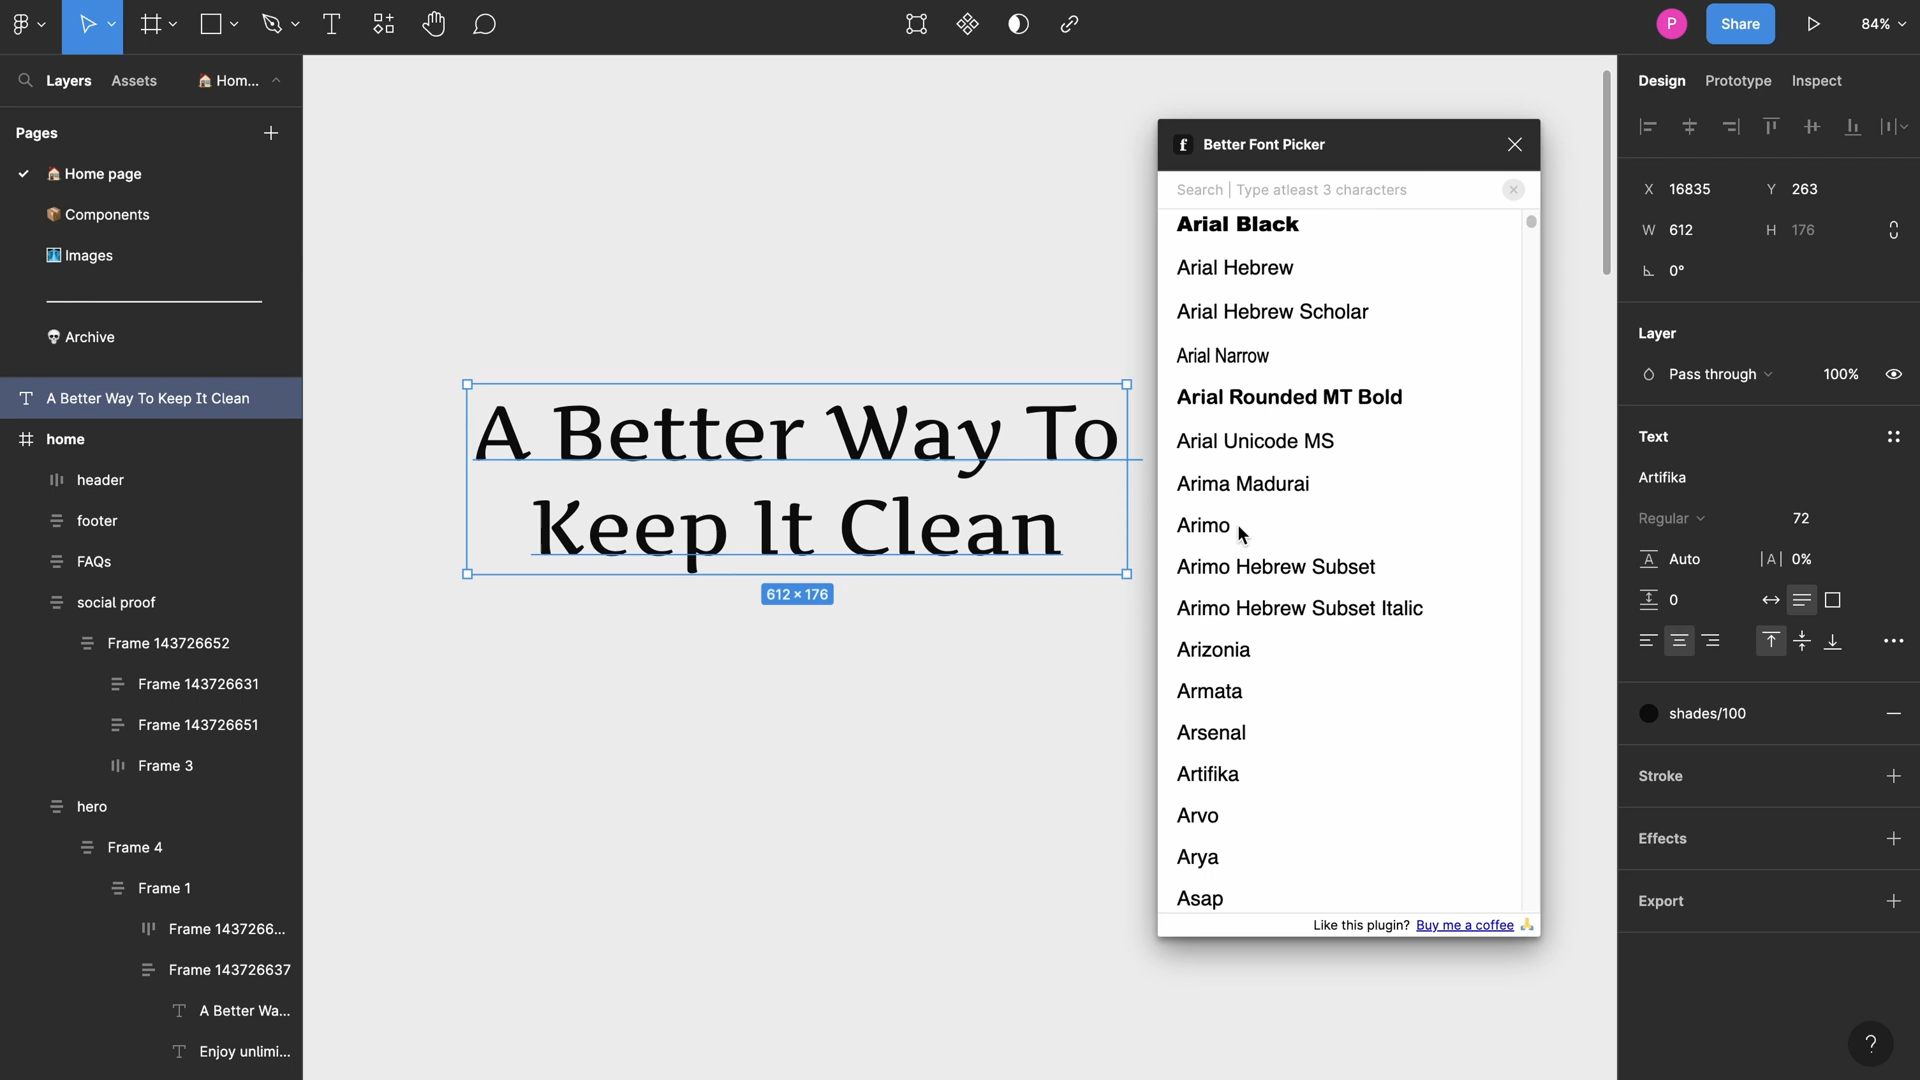 P
Share
84%
Layers
Assets
Hom...
Pages
Home page
Components
Images
Archive
A Better Way To Keep It Clean
home
header
footer
FAQs
social proof
Frame 143726652
Frame 143726631
Frame 143726651
Frame 3
hero
Frame 4
Frame 1
Frame 1437266...
Frame 143726637
A Better Wa...
Enjoy unlimi...
A Better Way To
Keep It Clean
612 × 176
f Better Font Picker
Search | Type atleast 3 characters
Arial Black
Arial Hebrew
Arial Hebrew Scholar
Arial Narrow
Arial Rounded MT Bold
Arial Unicode MS
Arima Madurai
Arimo
Arimo Hebrew Subset
Arimo Hebrew Subset Italic
Arizonia
Armata
Arsenal
Artifika
Arvo
Arya
Asap
Like this plugin? Buy me a coffee
Design Prototype Inspect
X 16835 Y 263
W 612 H 176
0°
Layer
Pass through 100%
Text
Artifika
Regular 72
A Auto |A| 0%
0
shades/100
Stroke
Effects
Export
?